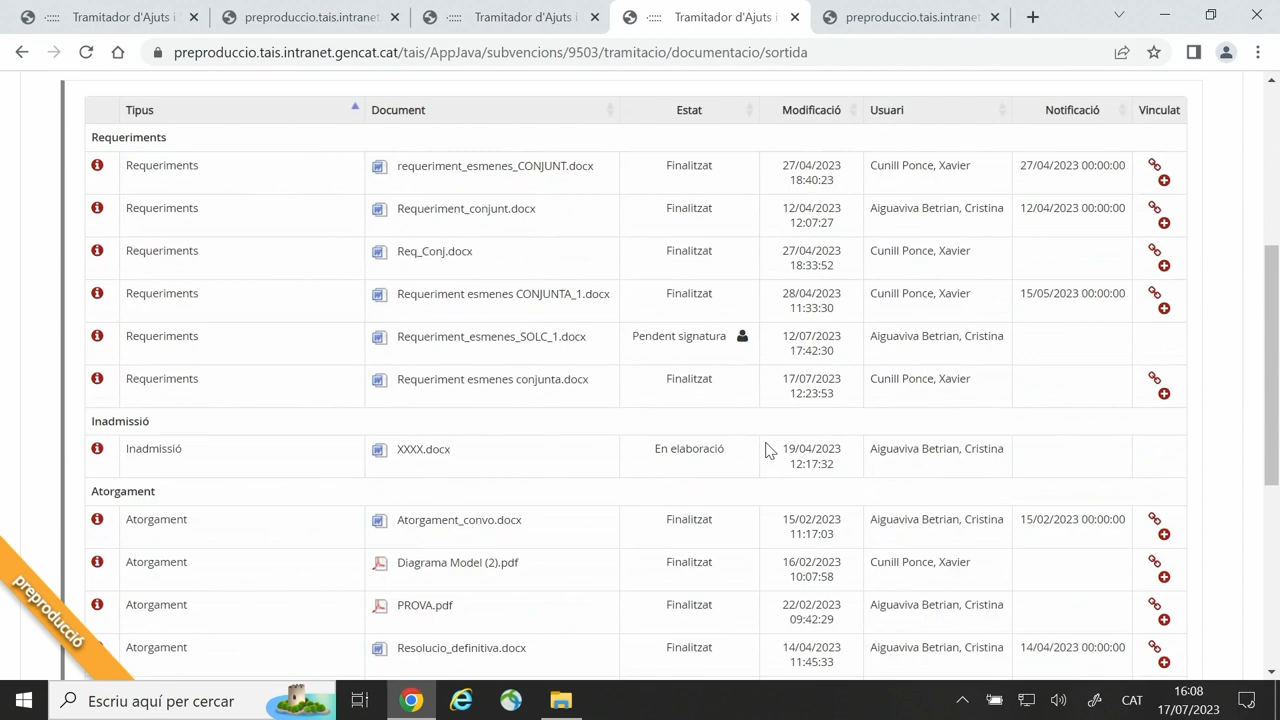 Tramitador d'Ajuts i
preproduccio.tais.intranet
Tramitador d'Ajuts i
Tramitador d'Ajuts i
preproduccio.tais.intranet
preproduccio.tais.intranet.gencat.cat/tais/AppJava/subvencions/9503/tramitacio/documentacio/sortida
Tipus Document Estat Modificació Usuari Notificació Vinculat
Requeriments
Requeriments requeriment_esmenes_CONJUNT.docx Finalitzat 27/04/2023 Cunill Ponce, Xavier 27/04/2023 00:00:00
18:40:23
Requeriments Requeriment_conjunt.docx Finalitzat 12/04/2023 Aiguaviva Betrian, Cristina 12/04/2023 00:00:00
12:07:27
Requeriments Req_Conj.docx Finalitzat 27/04/2023 Cunill Ponce, Xavier
18:33:52
Requeriments Requeriment esmenes CONJUNTA_1.docx Finalitzat 28/04/2023 Cunill Ponce, Xavier 15/05/2023 00:00:00
11:33:30
Requeriments Requeriment_esmenes_SOLC_1.docx Pendent signatura 12/07/2023 Aiguaviva Betrian, Cristina
17:42:30
Requeriments Requeriment esmenes conjunta.docx Finalitzat 17/07/2023 Cunill Ponce, Xavier
12:23:53
Inadmissió
Inadmissió XXXX.docx En elaboració 19/04/2023 Aiguaviva Betrian, Cristina
12:17:32
Atorgament
Atorgament Atorgament_convo.docx Finalitzat 15/02/2023 Aiguaviva Betrian, Cristina 15/02/2023 00:00:00
11:17:03
Atorgament Diagrama Model (2).pdf Finalitzat 16/02/2023 Cunill Ponce, Xavier
10:07:58
Atorgament PROVA.pdf Finalitzat 22/02/2023 Aiguaviva Betrian, Cristina
09:42:29
Atorgament Resolucio_definitiva.docx Finalitzat 14/04/2023 Aiguaviva Betrian, Cristina 14/04/2023 00:00:00
11:45:33
preproducció
Escriu aquí per cercar
CAT
16:08
17/07/2023